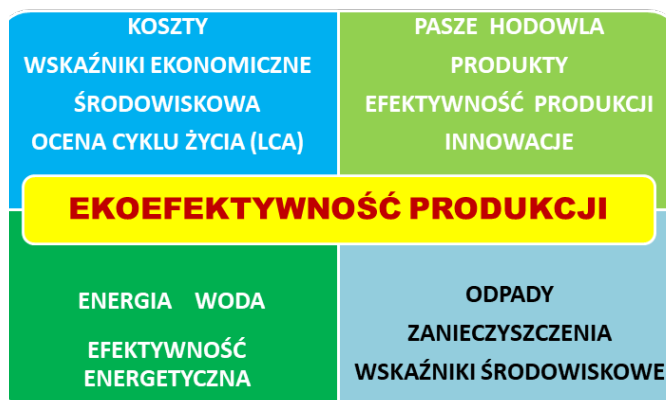 KOSZTY
WSKAŹNIKI EKONOMICZNE
ŚRODOWISKOWA
OCENA CYKLU ŻYCIA (LCA)
PASZE HODOWLA
PRODUKTY
EFEKTYWNOŚĆ PRODUKCJI
INNOWACJE
EKOEFEKTYWNOŚĆ PRODUKCJI
ENERGIA WODA
EFEKTYWNOŚĆ
ENERGETYCZNA
ODPADY
ZANIECZYSZCZENIA
WSKAŹNIKI ŚRODOWISKOWE